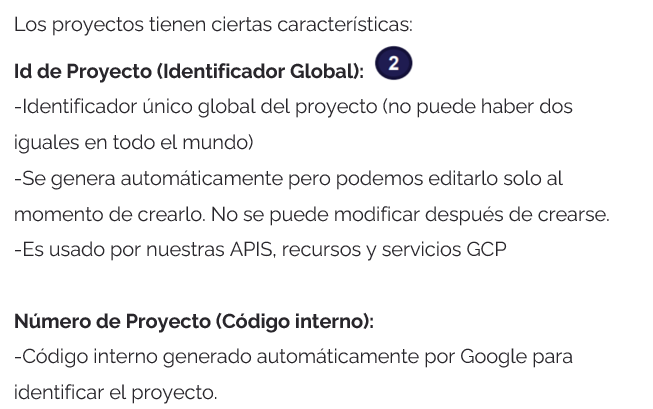 Los proyectos tienen ciertas características:
Id de Proyecto (Identificador Global): 2
-Identificador único global del proyecto (no puede haber dos
iguales en todo el mundo)
-Se genera automáticamente pero podemos editarlo solo al
momento de crearlo. No se puede modificar después de crearse.
-Es usado por nuestras APIS, recursos y servicios GCP
Número de Proyecto (Código interno):
-Código interno generado automáticamente por Google para
identificar el proyecto.